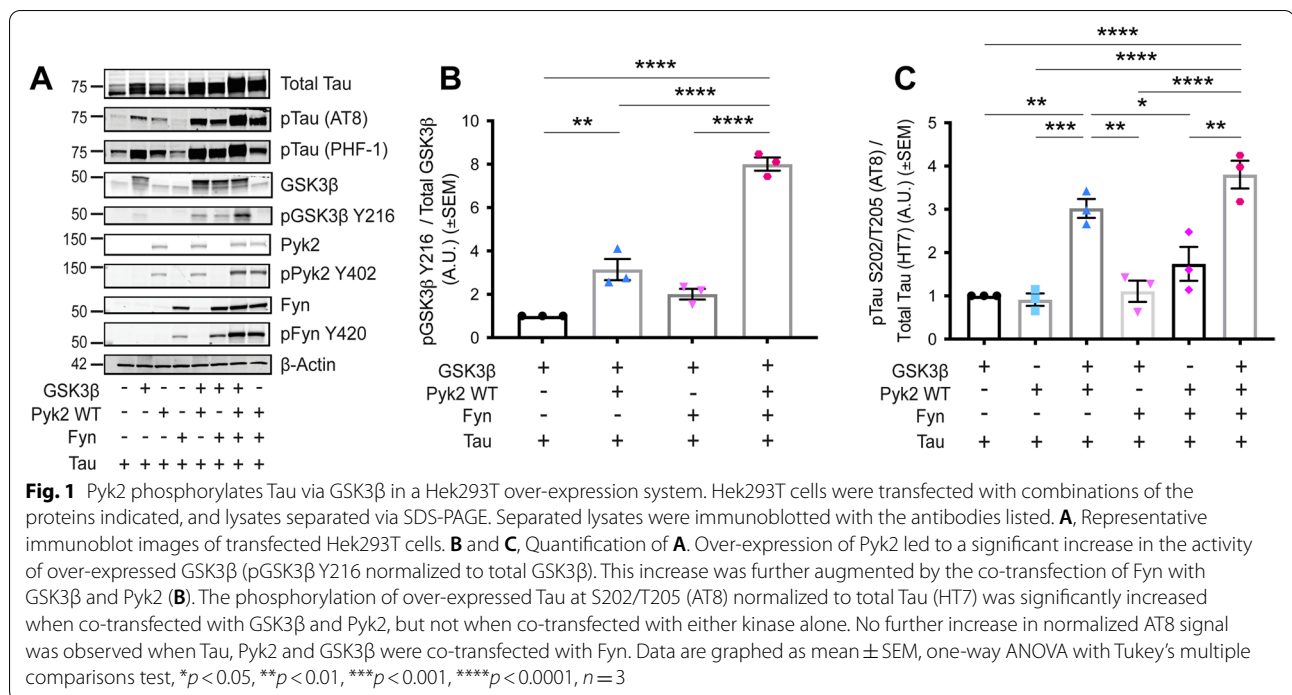 A
75
Total Tau
75
pTau (AT8)
75
pTau (PHF-1)
50
GSK3β
50
pGSK3β Y216
150
Pyk2
150
pPyk2 Y402
50
Fyn
50
pFyn Y420
42
β-Actin
GSK3β - + - - + + + -
Pyk2 WT - - + - + - + +
Fyn - - - + - + + +
Tau + + + + + + + +
B
****
****
** ****
pGSK3β Y216 / Total GSK3β
(A.U.) (±SEM)
10
8
6
4
2
0
GSK3β + + + +
Pyk2 WT - + - +
Fyn - - + +
Tau + + + +
C
****
****
****
** *
*** ** **
pTau S202/T205 (AT8) /
Total Tau (HT7) (A.U.) (±SEM)
5
4
3
2
1
0
GSK3β + - + + - +
Pyk2 WT - + + - + +
Fyn - - - + + +
Tau + + + + + +
Fig. 1 Pyk2 phosphorylates Tau via GSK3β in a Hek293T over-expression system. Hek293T cells were transfected with combinations of the
proteins indicated, and lysates separated via SDS-PAGE. Separated lysates were immunoblotted with the antibodies listed. A, Representative
immunoblot images of transfected Hek293T cells. B and C, Quantification of A. Over-expression of Pyk2 led to a significant increase in the activity
of over-expressed GSK3β (pGSK3β Y216 normalized to total GSK3β). This increase was further augmented by the co-transfection of Fyn with
GSK3β and Pyk2 (B). The phosphorylation of over-expressed Tau at S202/T205 (AT8) normalized to total Tau (HT7) was significantly increased
when co-transfected with GSK3β and Pyk2, but not when co-transfected with either kinase alone. No further increase in normalized AT8 signal
was observed when Tau, Pyk2 and GSK3β were co-transfected with Fyn. Data are graphed as mean ± SEM, one-way ANOVA with Tukey's multiple
comparisons test, *p < 0.05, **p < 0.01, ***p < 0.001, ****p < 0.0001, n = 3